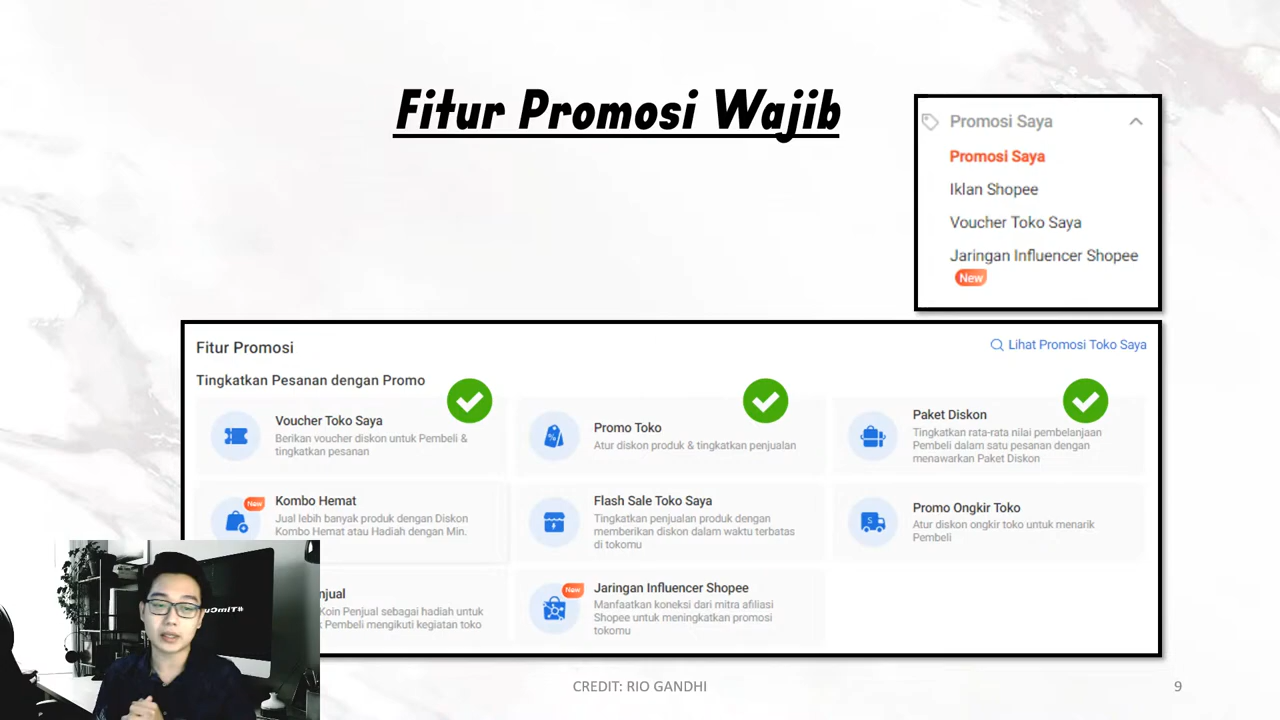 Fitur Promosi Wajib
Promosi Saya
Promosi Saya
Iklan Shopee
Voucher Toko Saya
Jaringan Influencer Shopee
New
Fitur Promosi
Lihat Promosi Toko Saya
Tingkatkan Pesanan dengan Promo
Voucher Toko Saya
Berikan voucher diskon untuk Pembeli &
tingkatkan pesanan
Promo Toko
Atur diskon produk & tingkatkan penjualan
Paket Diskon
Tingkatkan rata-rata nilai pembelanjaan
Pembeli dalam satu pesanan dengan
menawarkan Paket Diskon
New
Kombo Hemat
Jual lebih banyak produk dengan Diskon
Kombo Hemat atau Hadiah dengan Min.
Flash Sale Toko Saya
Tingkatkan penjualan produk dengan
memberikan diskon dalam waktu terbatas
di tokomu
Promo Ongkir Toko
Atur diskon ongkir toko untuk menarik
Pembeli
njual
Koin Penjual sebagai hadiah untuk
Pembeli mengikuti kegiatan toko
New
Jaringan Influencer Shopee
Manfaatkan koneksi dari mitra afiliasi
Shopee untuk meningkatkan promosi
tokomu
CREDIT: RIO GANDHI
9